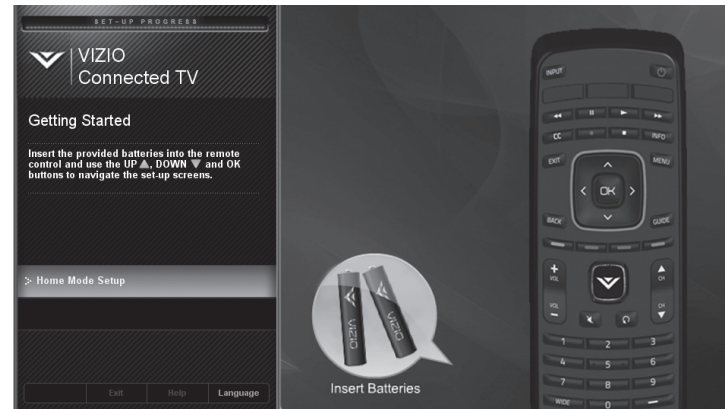 SET-UP PROGRESS
VIZIO
Connected TV
Getting Started
Insert the provided batteries into the remote
control and use the UP ▲, DOWN ▼ and OK
buttons to navigate the set-up screens.
Home Mode Setup
Exit Help Language
VIZIO VIZIO
Insert Batteries
INPUT
CC INFO
EXIT MENU
OK
BACK GUIDE
+ VOL CH
VOL − CH
1 2 3
4 5 6
7 8 9
WIDE 0 —